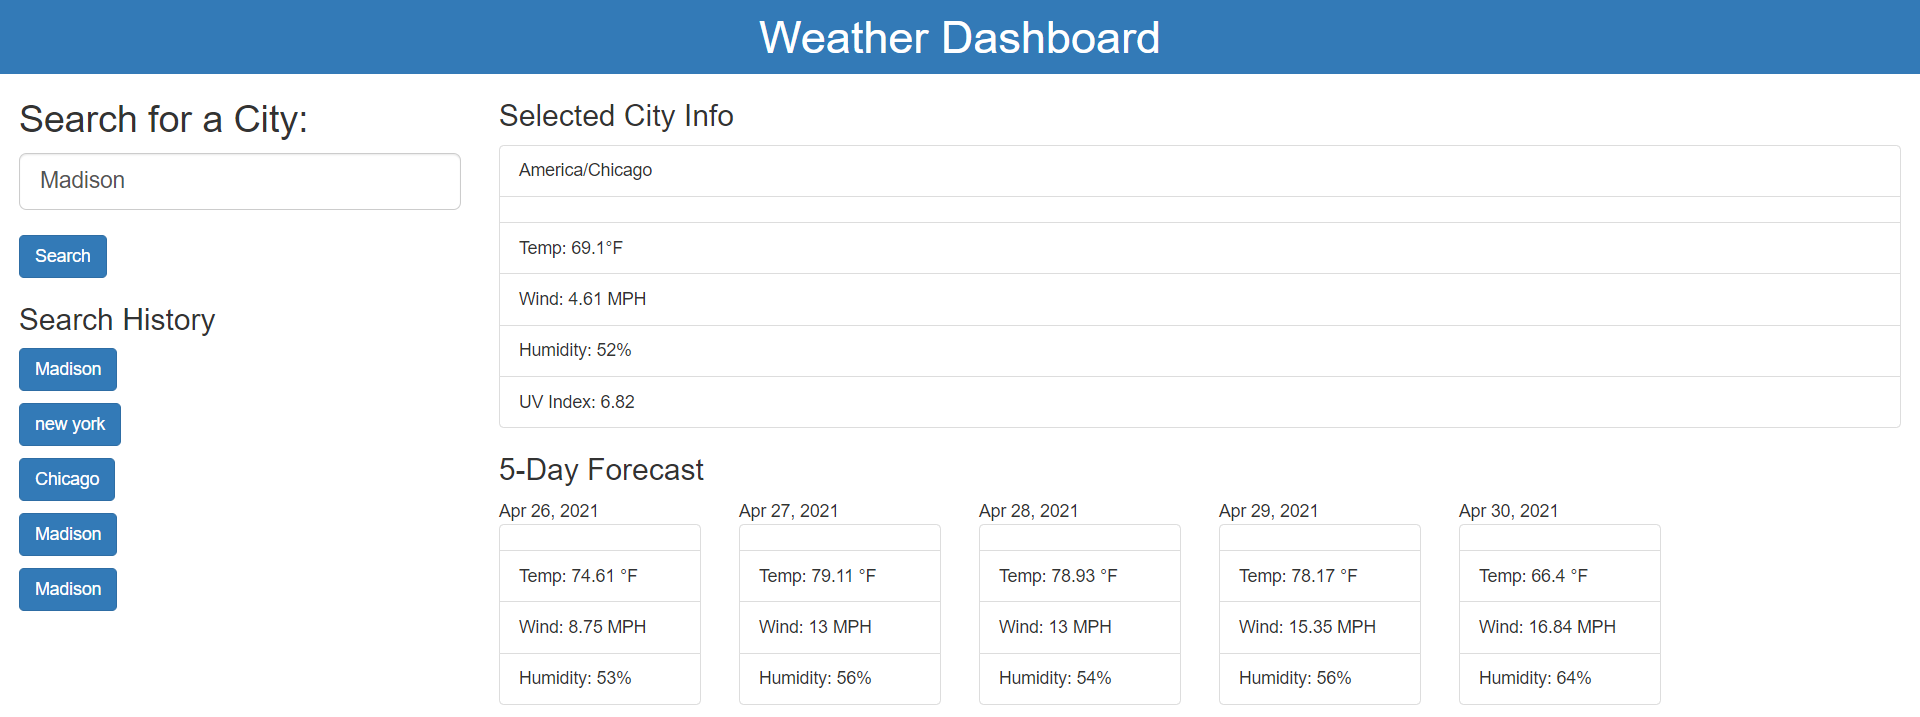 Weather Dashboard
Search for a City:
Madison
Search
Search History
Madison
new york
Chicago
Madison
Madison
Selected City Info
America/Chicago
Temp: 69.1°F
Wind: 4.61 MPH
Humidity: 52%
UV Index: 6.82
5-Day Forecast
Apr 26, 2021
Temp: 74.61 °F
Wind: 8.75 MPH
Humidity: 53%
Apr 27, 2021
Temp: 79.11 °F
Wind: 13 MPH
Humidity: 56%
Apr 28, 2021
Temp: 78.93 °F
Wind: 13 MPH
Humidity: 54%
Apr 29, 2021
Temp: 78.17 °F
Wind: 15.35 MPH
Humidity: 56%
Apr 30, 2021
Temp: 66.4 °F
Wind: 16.84 MPH
Humidity: 64%